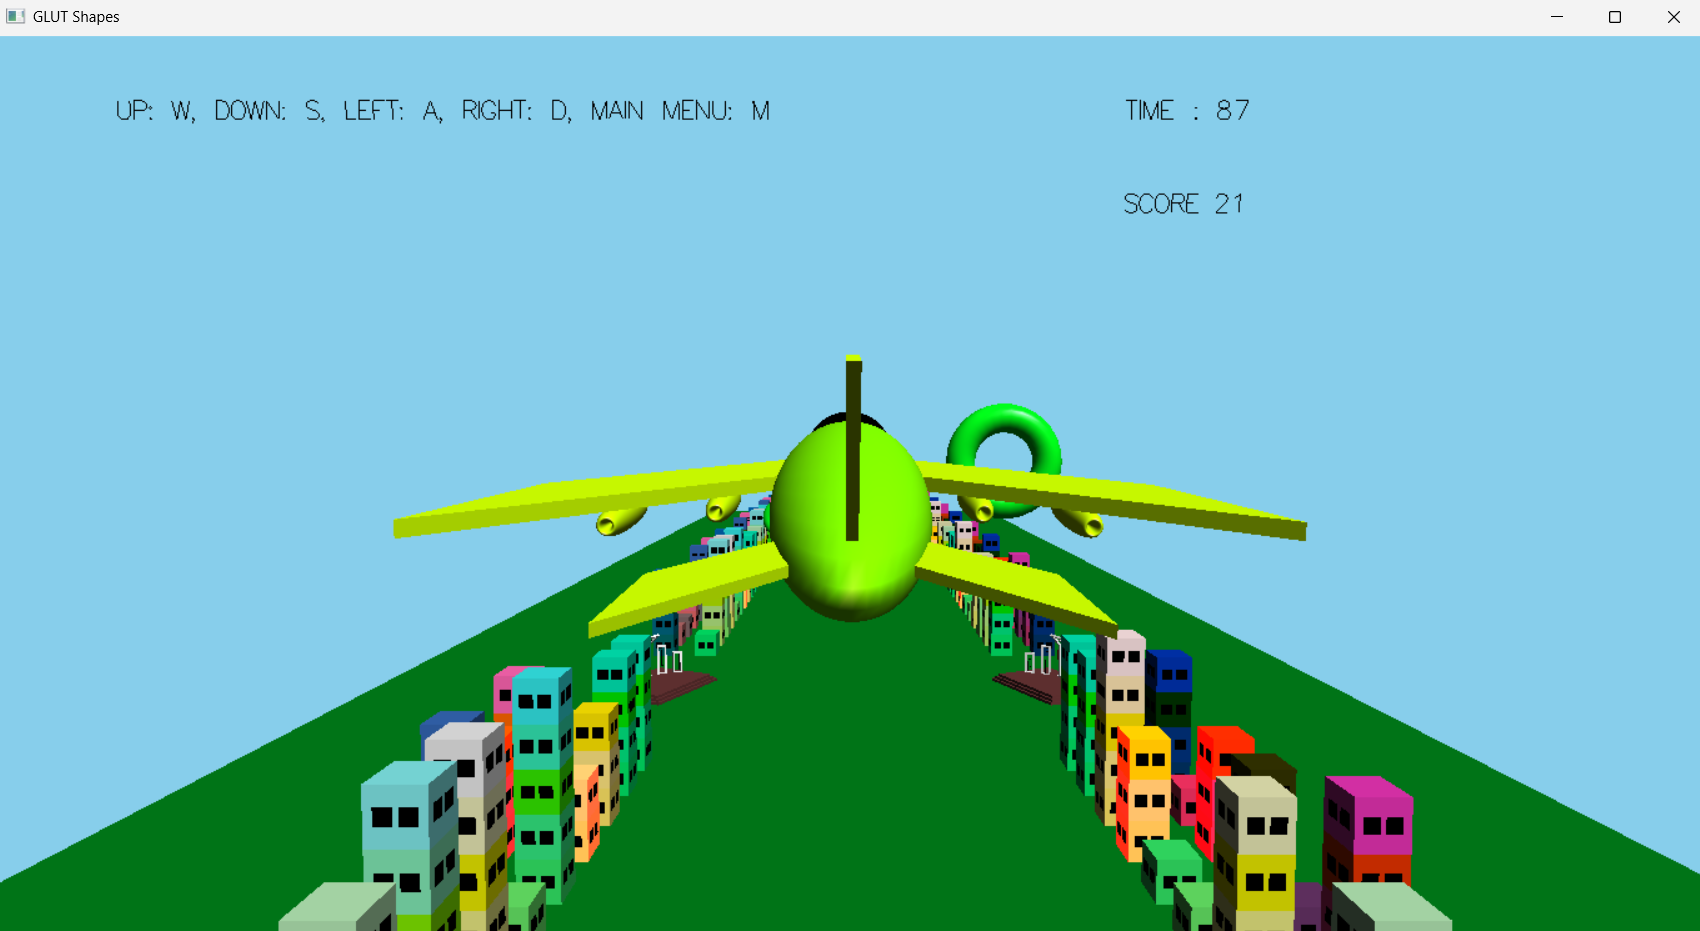 GLUT Shapes
UP: W, DOWN: S, LEFT: A, RIGHT: D, MAIN MENU: M
TIME : 87
SCORE 21